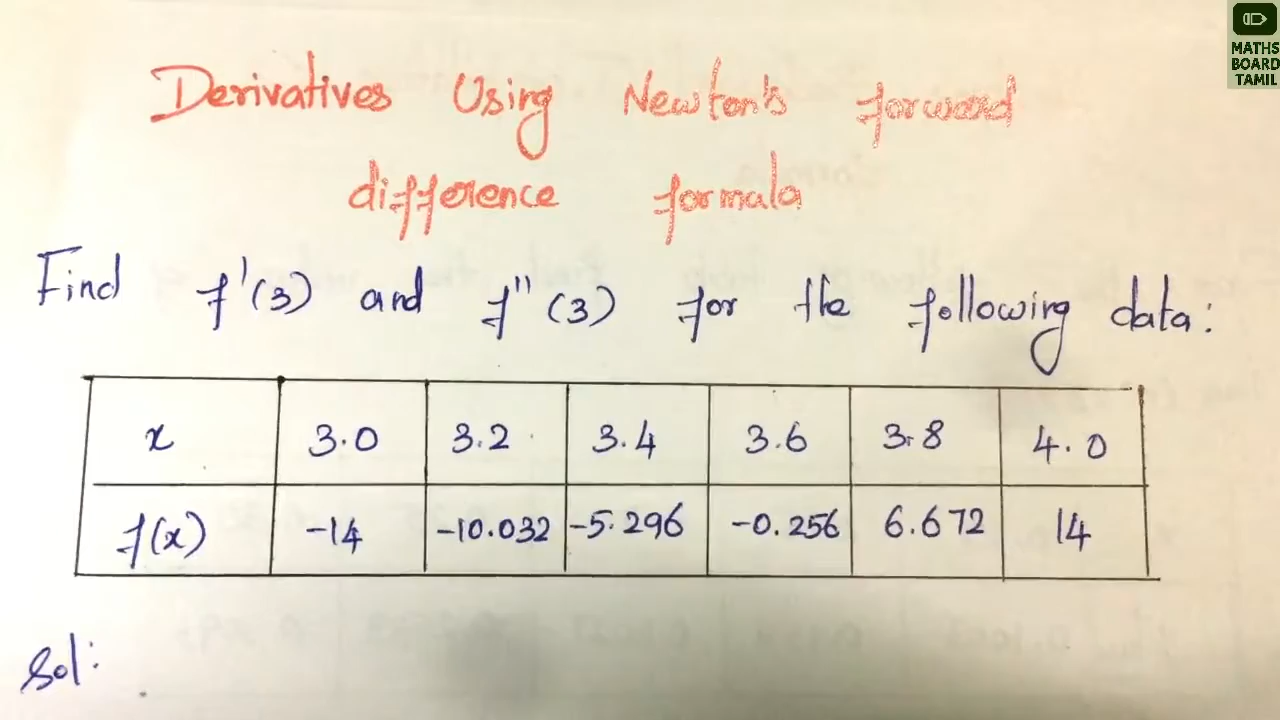 MATHS
BOARD
TAMIL
Derivatives Using Newton's forward
difference formala
Find f'(3) and f''(3) for the following data:
x 3.0 3.2 3.4 3.6 3.8 4.0
f(x) -14 -10.032 -5.296 -0.256 6.672 14
Sol: